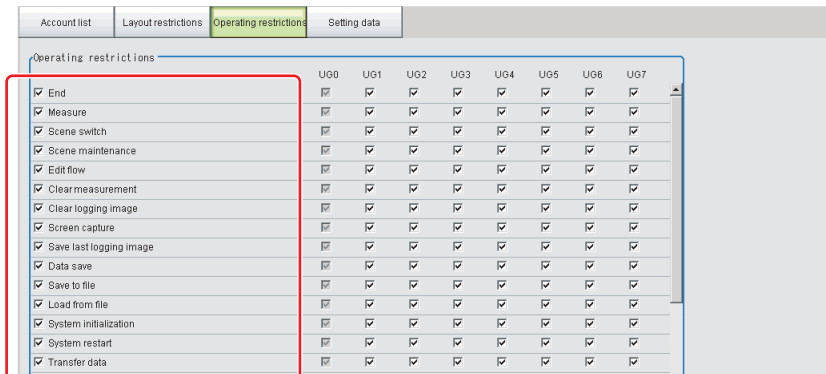 Account list Layout restrictions Operating restrictions Setting data
Operating restrictions
UG0 UG1 UG2 UG3 UG4 UG5 UG6 UG7
End
Measure
Scene switch
Scene maintenance
Edit flow
Clear measurement
Clear logging image
Screen capture
Save last logging image
Data save
Save to file
Load from file
System initialization
System restart
Transfer data